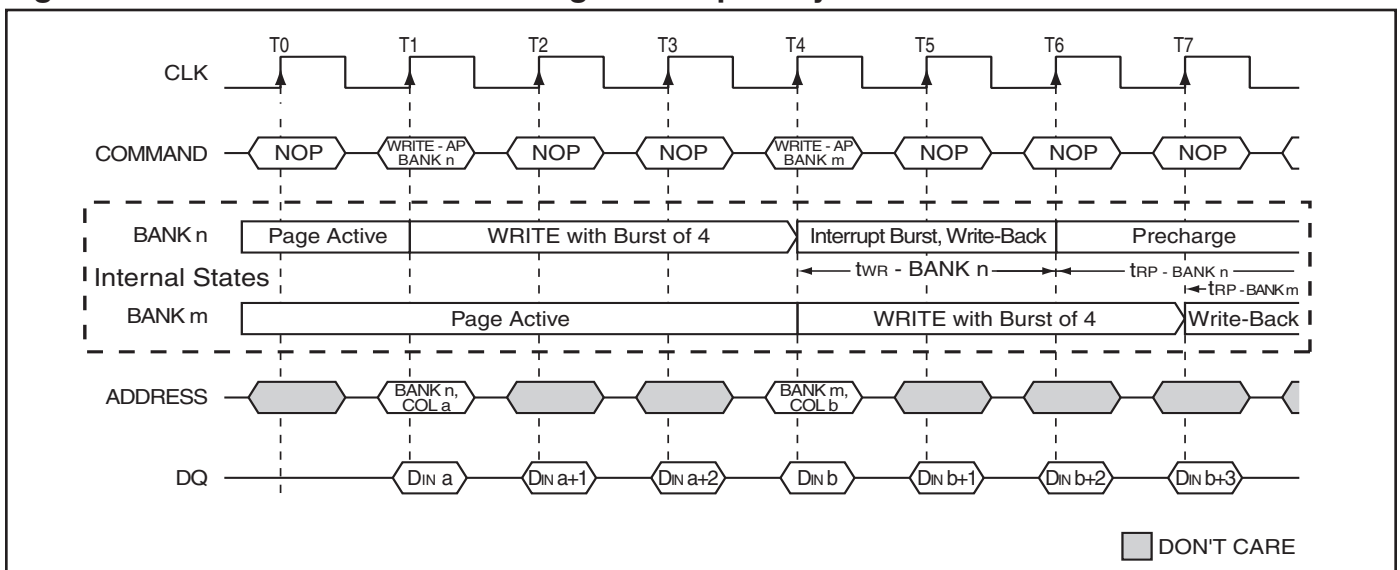 T0 T1 T2 T3 T4 T5 T6 T7
CLK
COMMAND NOP WRITE - AP BANK n NOP NOP WRITE - AP BANK m NOP NOP NOP
BANK n Page Active WRITE with Burst of 4 Interrupt Burst, Write-Back Precharge
tWR - BANK n tRP - BANK n
Internal States
tRP - BANK m
BANK m Page Active WRITE with Burst of 4 Write-Back
ADDRESS BANK n, COL a BANK m, COL b
DQ DIN a DIN a+1 DIN a+2 DIN b DIN b+1 DIN b+2 DIN b+3
DON'T CARE